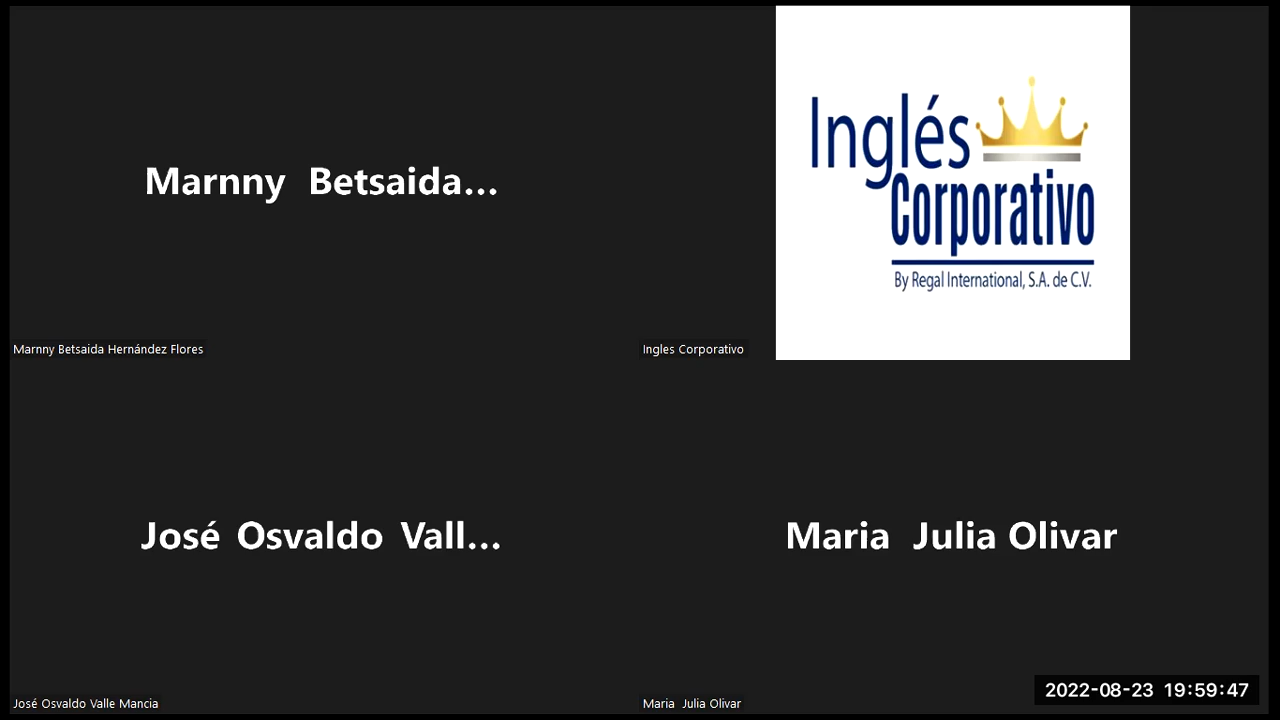 Marnny Betsaida...
Inglés
Corporativo
By Regal International, S.A. de C.V.
Marnny Betsaida Hernández Flores
Ingles Corporativo
José Osvaldo Vall...
Maria Julia Olivar
José Osvaldo Valle Mancia
Maria Julia Olivar
2022-08-23 19:59:47